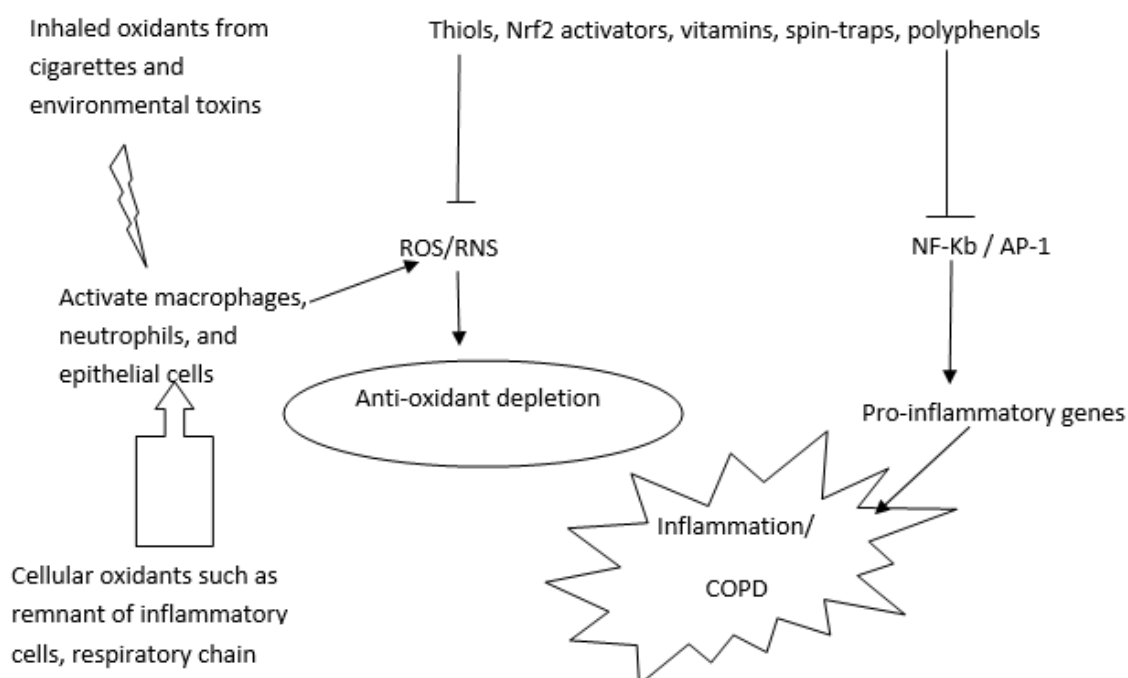 Inhaled oxidants from
cigarettes and
environmental toxins
Thiols, Nrf2 activators, vitamins, spin-traps, polyphenols
ROS/RNS
NF-Kb / AP-1
Activate macrophages,
neutrophils, and
epithelial cells
Anti-oxidant depletion
Pro-inflammatory genes
Inflammation/
COPD
Cellular oxidants such as
remnant of inflammatory
cells, respiratory chain